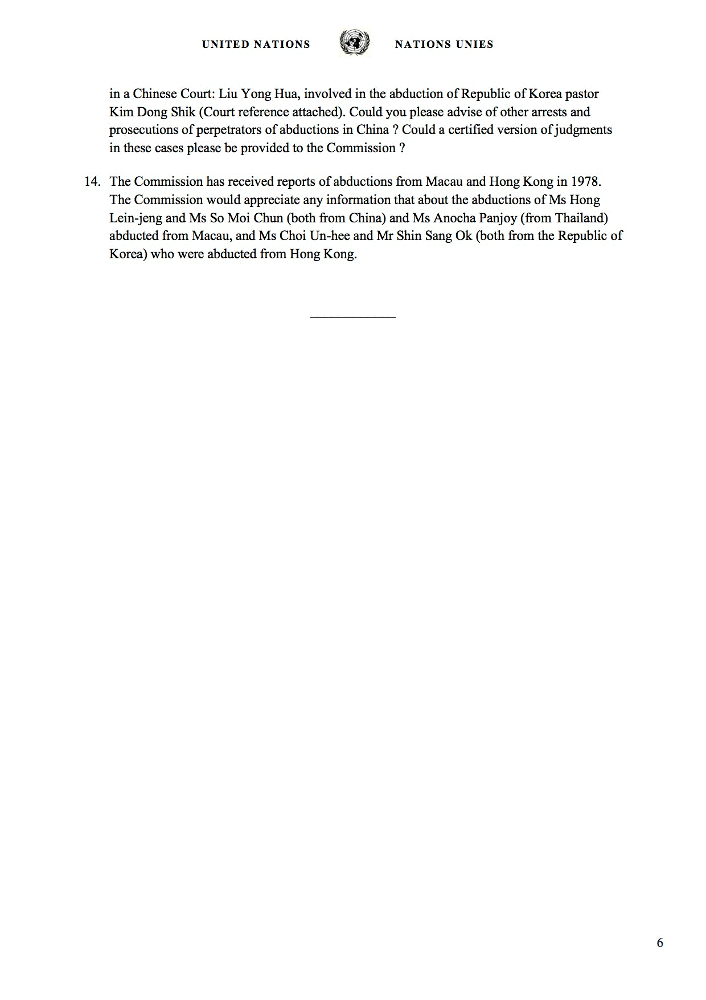 UNITED NATIONS NATIONS UNIES
in a Chinese Court: Liu Yong Hua, involved in the abduction of Republic of Korea pastor
Kim Dong Shik (Court reference attached). Could you please advise of other arrests and
prosecutions of perpetrators of abductions in China ? Could a certified version of judgments
in these cases please be provided to the Commission ?
14. The Commission has received reports of abductions from Macau and Hong Kong in 1978.
The Commission would appreciate any information that about the abductions of Ms Hong
Lein-jeng and Ms So Moi Chun (both from China) and Ms Anocha Panjoy (from Thailand)
abducted from Macau, and Ms Choi Un-hee and Mr Shin Sang Ok (both from the Republic of
Korea) who were abducted from Hong Kong.
6